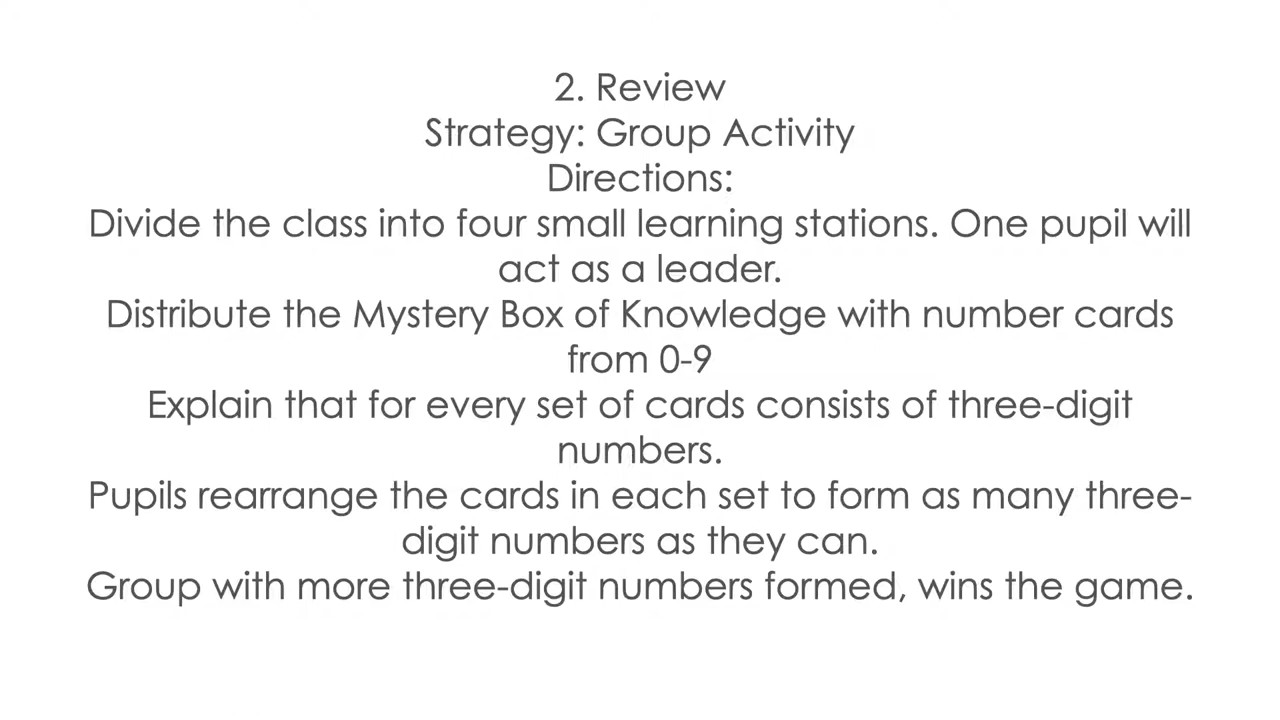 2. Review
Strategy: Group Activity
Directions:
Divide the class into four small learning stations. One pupil will
act as a leader.
Distribute the Mystery Box of Knowledge with number cards
from 0-9
Explain that for every set of cards consists of three-digit
numbers.
Pupils rearrange the cards in each set to form as many three-
digit numbers as they can.
Group with more three-digit numbers formed, wins the game.